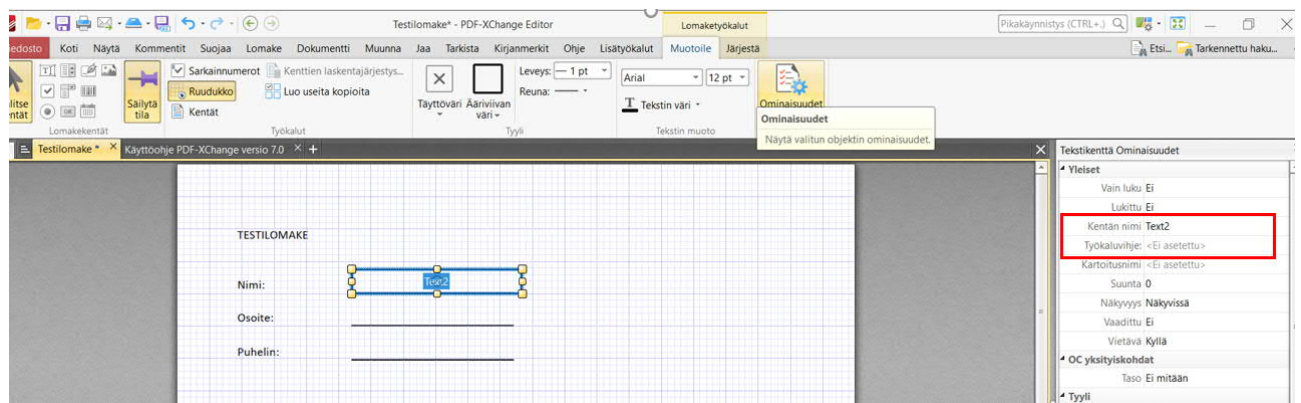 Testilomake* - PDF-XChange Editor
Lomaketyökalut
Pikakäynnistys (CTRL+.)
Koti Näytä Kommentit Suojaa Lomake Dokumentti Muunna Jaa Tarkista Kirjanmerkit Ohje Lisätyökalut Muotoile Järjestä
Etsi... Tarkennettu haku...
Säilytä tila
Sarkainnumerot
Ruudukko
Kentät
Kenttien laskentajärjestys...
Luo useita kopioita
Täyttöväri
Ääriviivan väri
Leveys: 1 pt
Reuna:
Arial 12 pt
Tekstin väri
Ominaisuudet
Lomakekentät Työkalut Tyyli Tekstin muoto
Ominaisuudet
Näytä valitun objektin ominaisuudet.
Testilomake *
Käyttöohje PDF-XChange versio 7.0
TESTILOMAKE
Nimi: Text2
Osoite:
Puhelin:
Tekstikenttä Ominaisuudet
Yleiset
Vain luku Ei
Lukittu Ei
Kentän nimi Text2
Työkaluvihje: <Ei asetettu>
Kartoitusnimi <Ei asetettu>
Suunta 0
Näkyvyys Näkyvissä
Vaadittu Ei
Vietävä Kyllä
OC yksityiskohdat
Taso Ei mitään
Tyyli